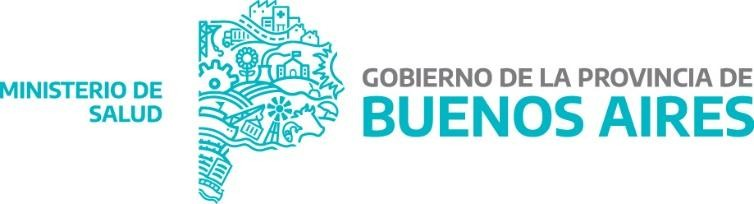 MINISTERIO DE
SALUD
GOBIERNO DE LA PROVINCIA DE
BUENOS AIRES